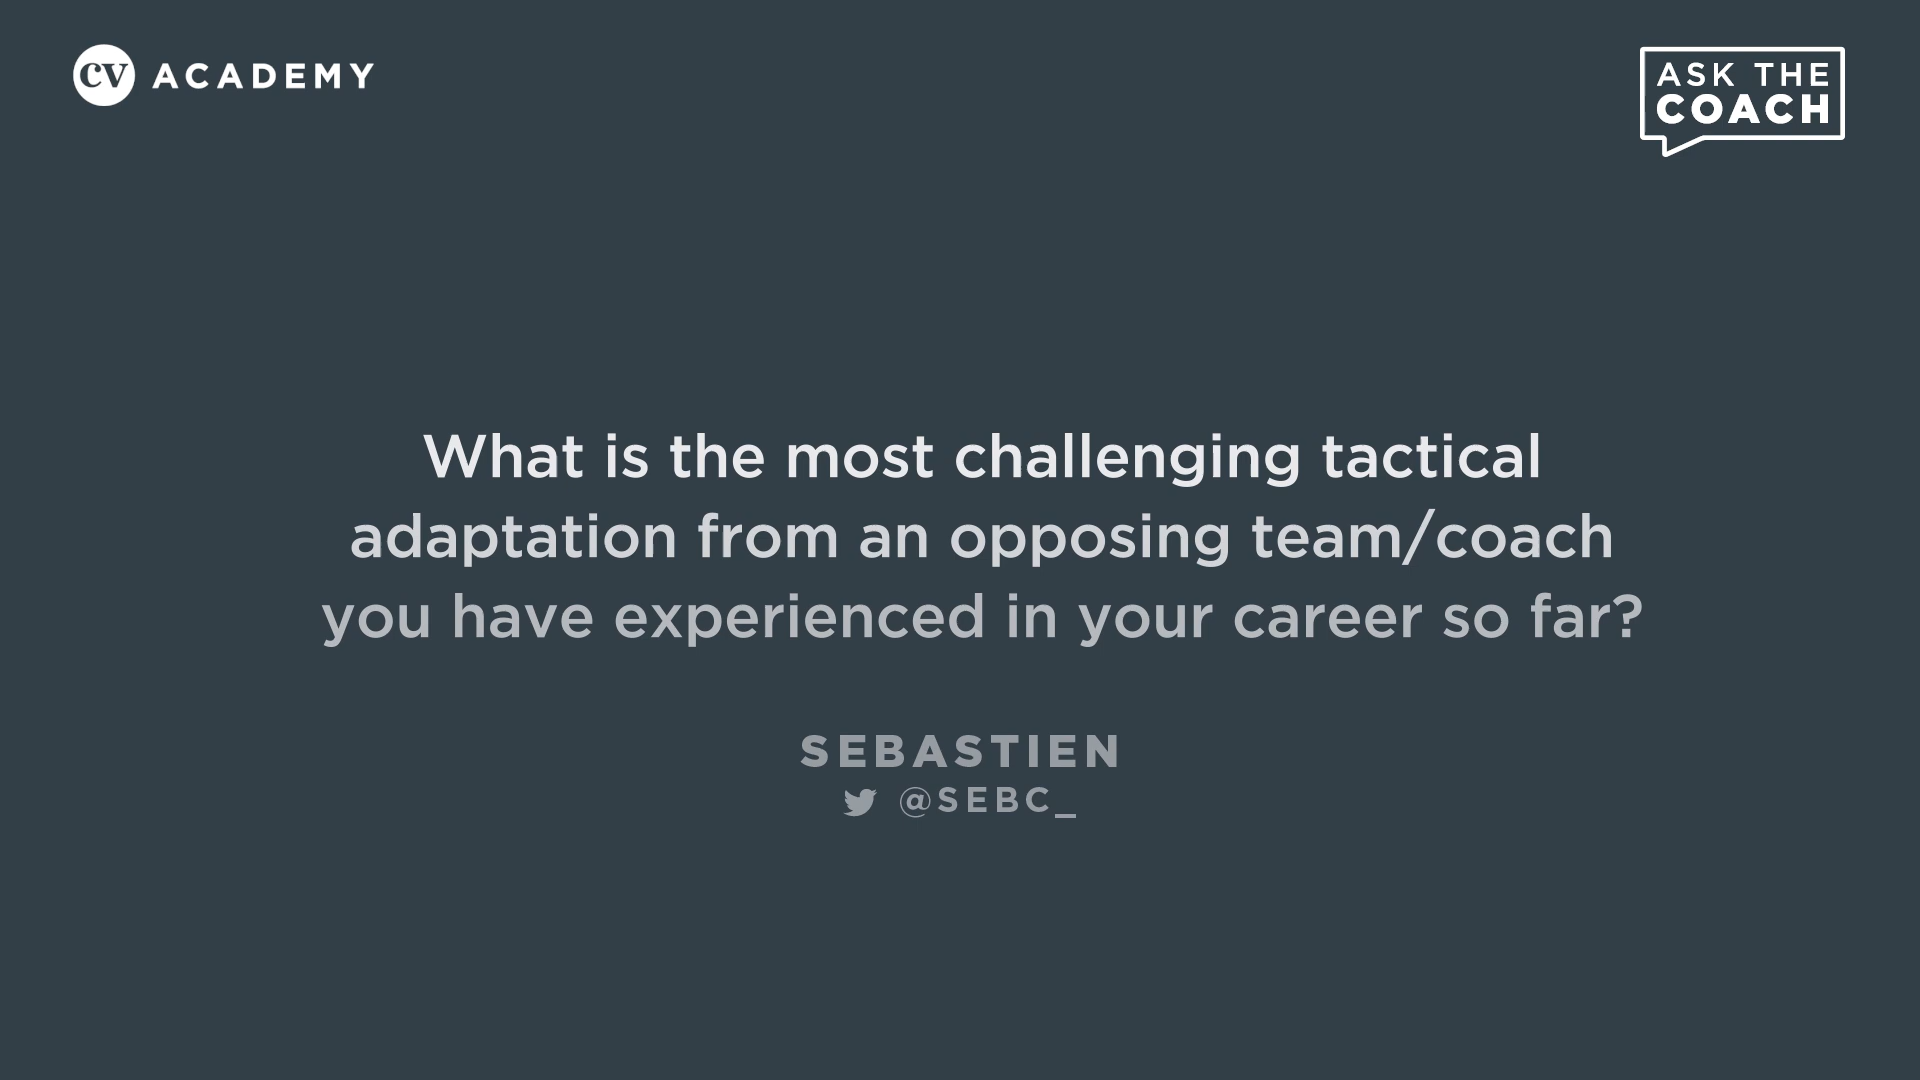 CV ACADEMY
ASK THE
COACH
What is the most challenging tactical
adaptation from an opposing team/coach
you have experienced in your career so far?
SEBASTIEN
@SEBC_